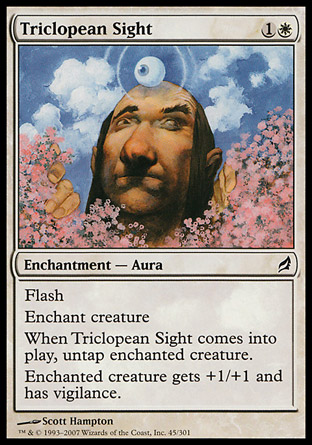 Triclopean Sight 1
Enchantment — Aura
Flash
Enchant creature
When Triclopean Sight comes into
play, untap enchanted creature.
Enchanted creature gets +1/+1 and
has vigilance.
Scott Hampton
™ & © 1993–2007 Wizards of the Coast, Inc. 45/301